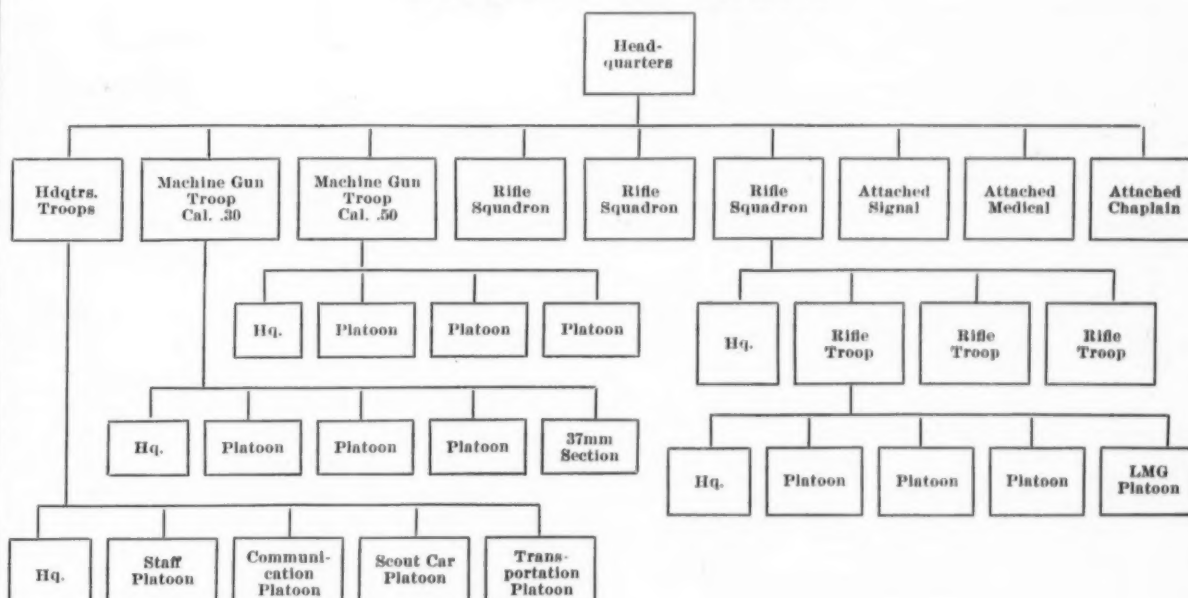 Head-
quarters
Hdqtrs.
Troops
Machine Gun
Troop
Cal. .30
Machine Gun
Troop
Cal. .50
Rifle
Squadron
Rifle
Squadron
Rifle
Squadron
Attached
Signal
Attached
Medical
Attached
Chaplain
Hq.
Platoon
Platoon
Platoon
Hq.
Rifle
Troop
Rifle
Troop
Rifle
Troop
Hq.
Platoon
Platoon
Platoon
37mm
Section
Hq.
Platoon
Platoon
Platoon
LMG
Platoon
Hq.
Staff
Platoon
Communi-
cation
Platoon
Scout Car
Platoon
Trans-
portation
Platoon